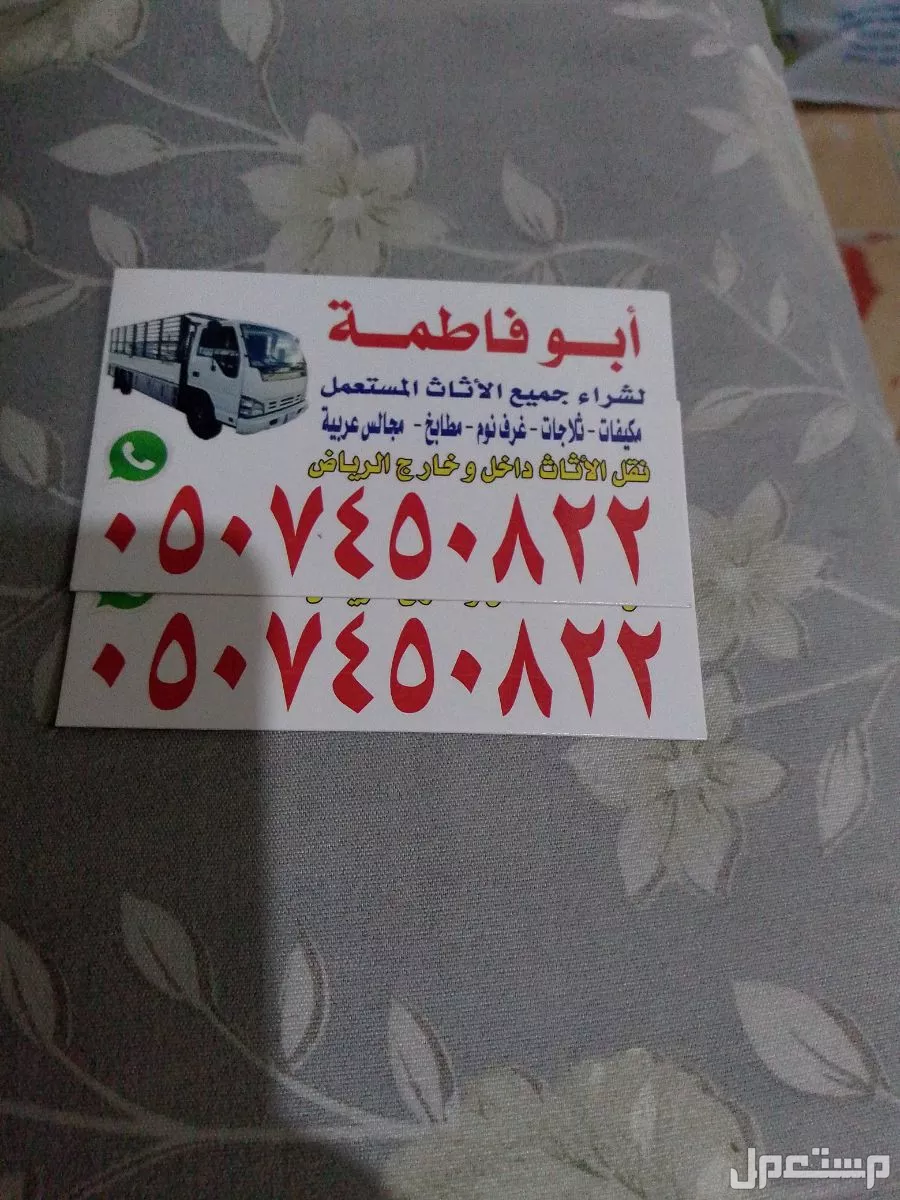 أبو فاطمة
لشراء جميع الأثاث المستعمل
مكيفات - ثلاجات - غرف نوم - مطابخ - مجالس عربية
نقل الأثاث داخل وخارج الرياض
٠٥٠٧٤٥٠٨٢٢
٠٥٠٧٤٥٠٨٢٢
مستعمل